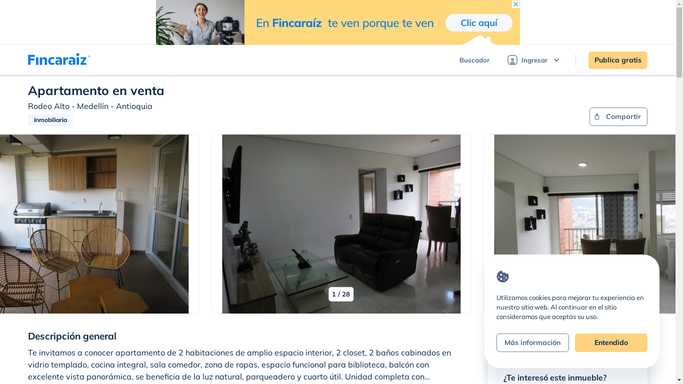 En Fincaraíz te ven porque te ven
Clic aquí
Fincaraiz
Buscador
Ingresar
Publica gratis
Apartamento en venta
Rodeo Alto - Medellín - Antioquia
Inmobiliaria
Compartir
1 / 28
Utilizamos cookies para mejorar tu experiencia en
nuestro sitio web. Al continuar en el sitio
consideramos que aceptas su uso.
Más información
Entendido
Descripción general
Te invitamos a conocer apartamento de 2 habitaciones de amplio espacio interior, 2 closet, 2 baños cabinados en
vidrio templado, cocina integral, sala comedor, zona de ropas, espacio funcional para biblioteca, balcón con
excelente vista panorámica, se beneficia de la luz natural, parqueadero y cuarto útil. Unidad completa con...
¿Te interesó este inmueble?